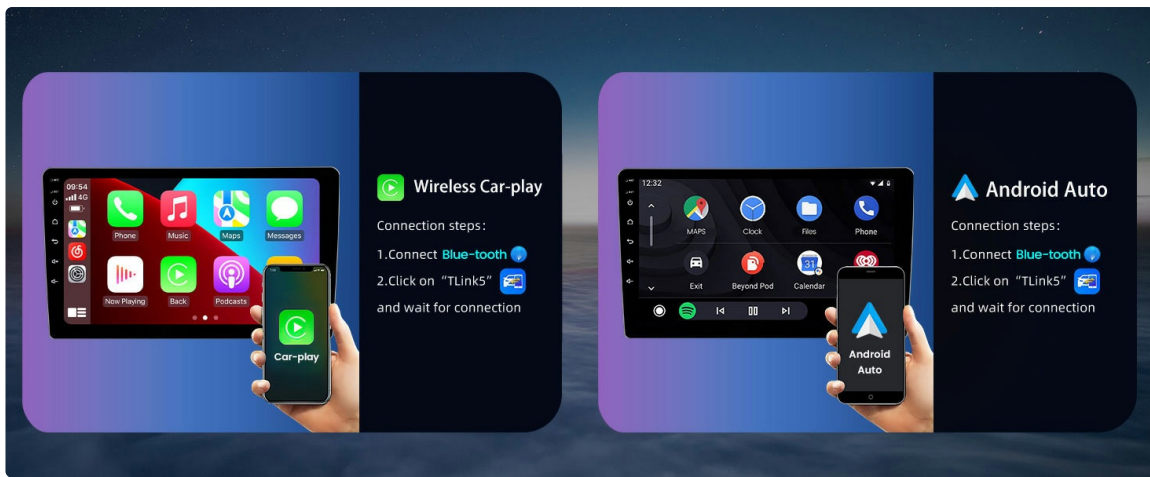 09:54
4G
Phone
Music
Maps
Messages
Now Playing
Back
Podcasts
Car-play
Wireless Car-play
Connection steps:
1.Connect Blue-tooth
2.Click on "TLink5"
and wait for connection
12:32
MAPS
Clock
Files
Phone
Exit
Beyond Pod
31
Calendar
Android
Auto
Android Auto
Connection steps:
1.Connect Blue-tooth
2.Click on "TLink5"
and wait for connection